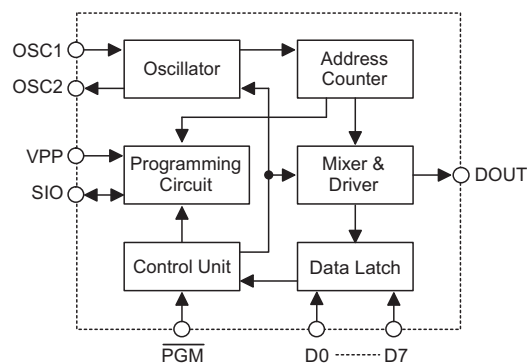 OSC1
OSC2
Oscillator
Address
Counter
VPP
SIO
Programming
Circuit
Mixer &
Driver
DOUT
Control Unit
Data Latch
PGM
D0
D7